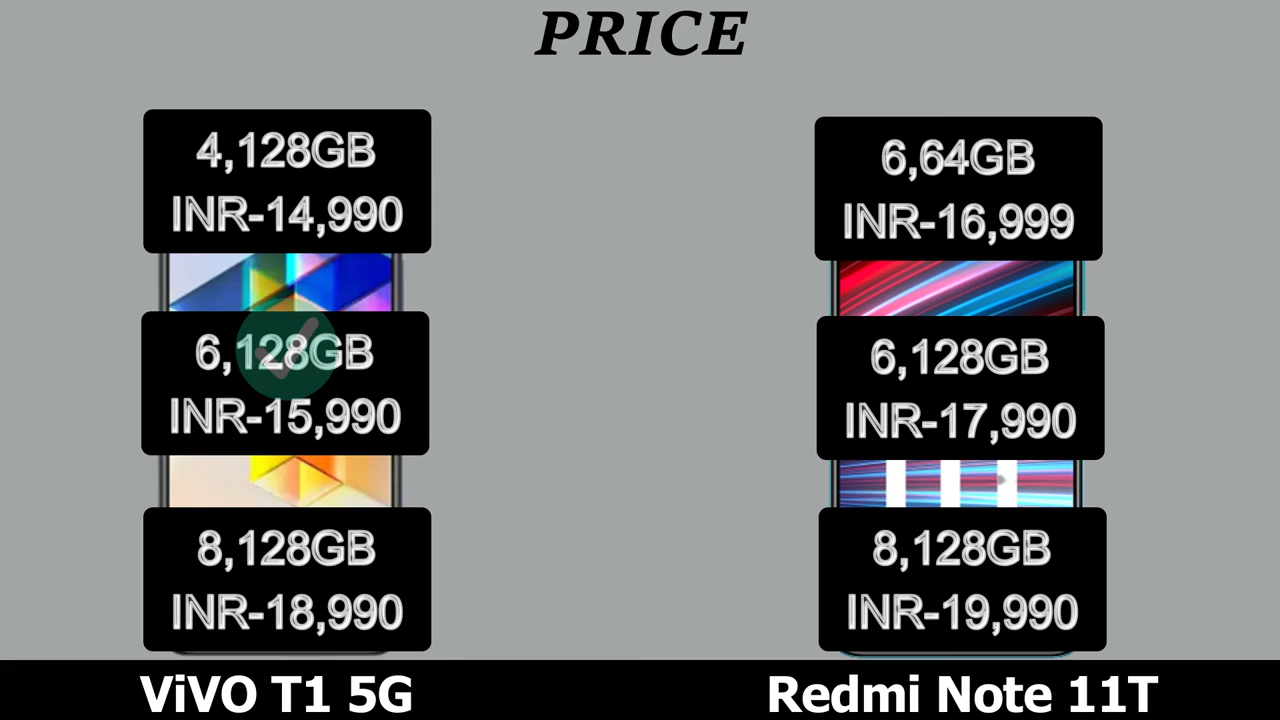 PRICE
4,128GB
INR-14,990
6,128GB
INR-15,990
8,128GB
INR-18,990
6,64GB
INR-16,999
6,128GB
INR-17,990
8,128GB
INR-19,990
ViVO T1 5G
Redmi Note 11T